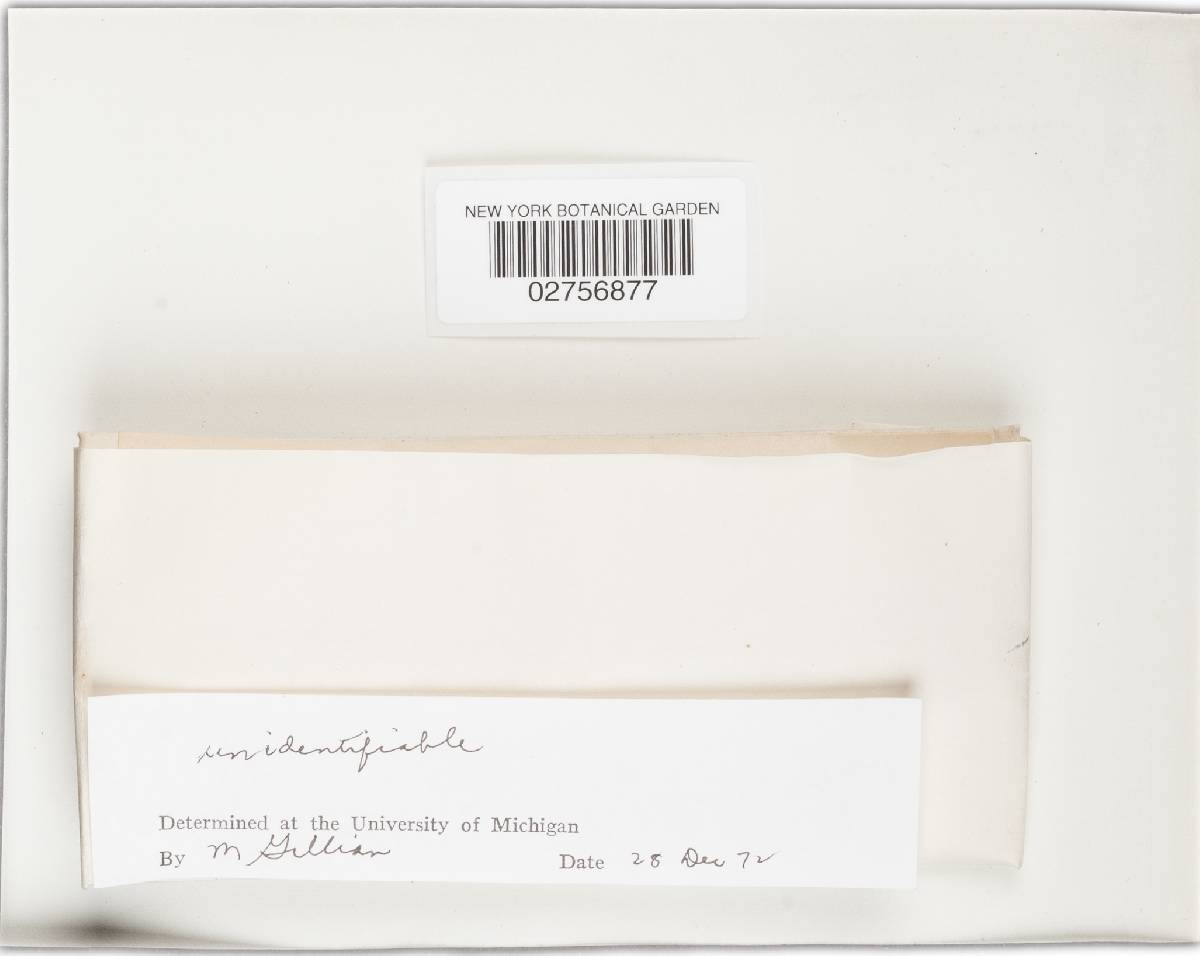 NEW YORK BOTANICAL GARDEN
02756877
unidentifiable
Determined at the University of Michigan
By M Gillian
Date 28 Dec 72